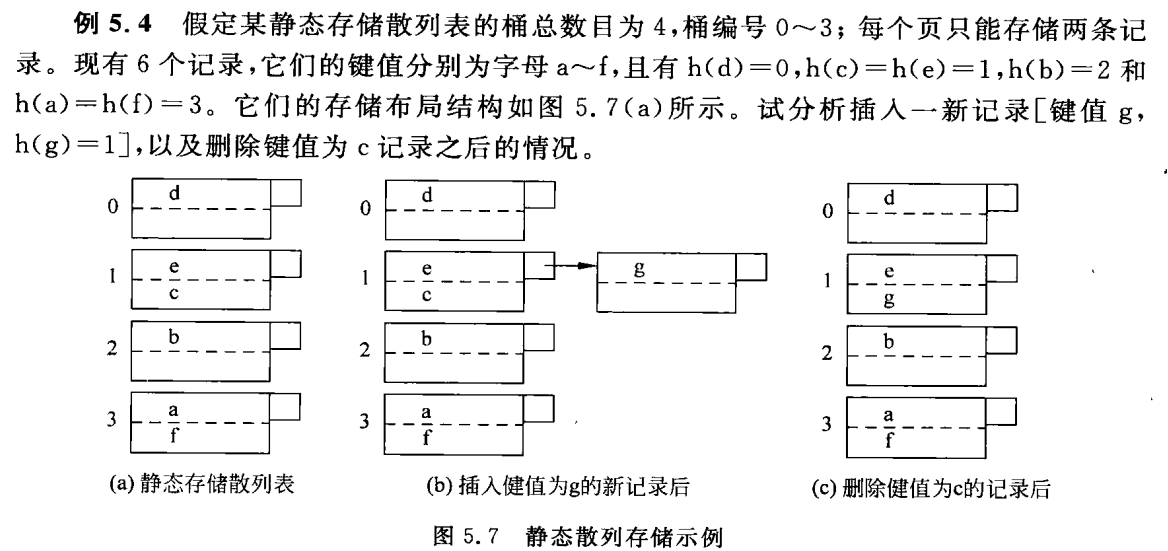 例 5.4 假定某静态存储散列表的桶总数目为 4,桶编号 0～3；每个页只能存储两条记
录。现有 6 个记录,它们的键值分别为字母 a～f,且有 h(d)=0,h(c)=h(e)=1,h(b)=2 和
h(a)=h(f)=3。它们的存储布局结构如图 5.7(a)所示。试分析插入一新记录[键值 g,
h(g)=1],以及删除键值为 c 记录之后的情况。
0 d
1 e
c
2 b
3 a
f
(a) 静态存储散列表
0 d
1 e
c
g
2 b
3 a
f
(b) 插入健值为g的新记录后
0 d
1 e
g
2 b
3 a
f
(c) 删除健值为c的记录后
图 5.7 静态散列存储示例